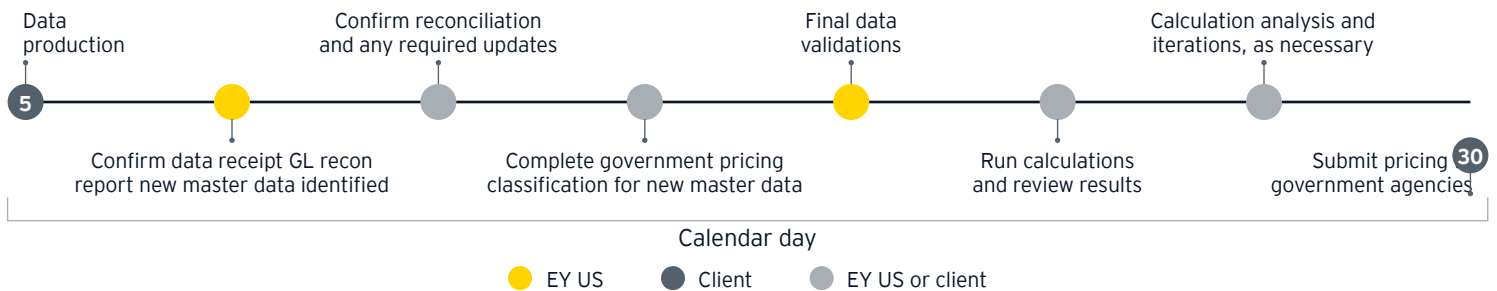 Data
production
Confirm reconciliation
and any required updates
Final data
validations
Calculation analysis and
iterations, as necessary
5
Confirm data receipt GL recon
report new master data identified
Complete government pricing
classification for new master data
Run calculations
and review results
Submit pricing
government agencies
30
Calendar day
EY US
Client
EY US or client